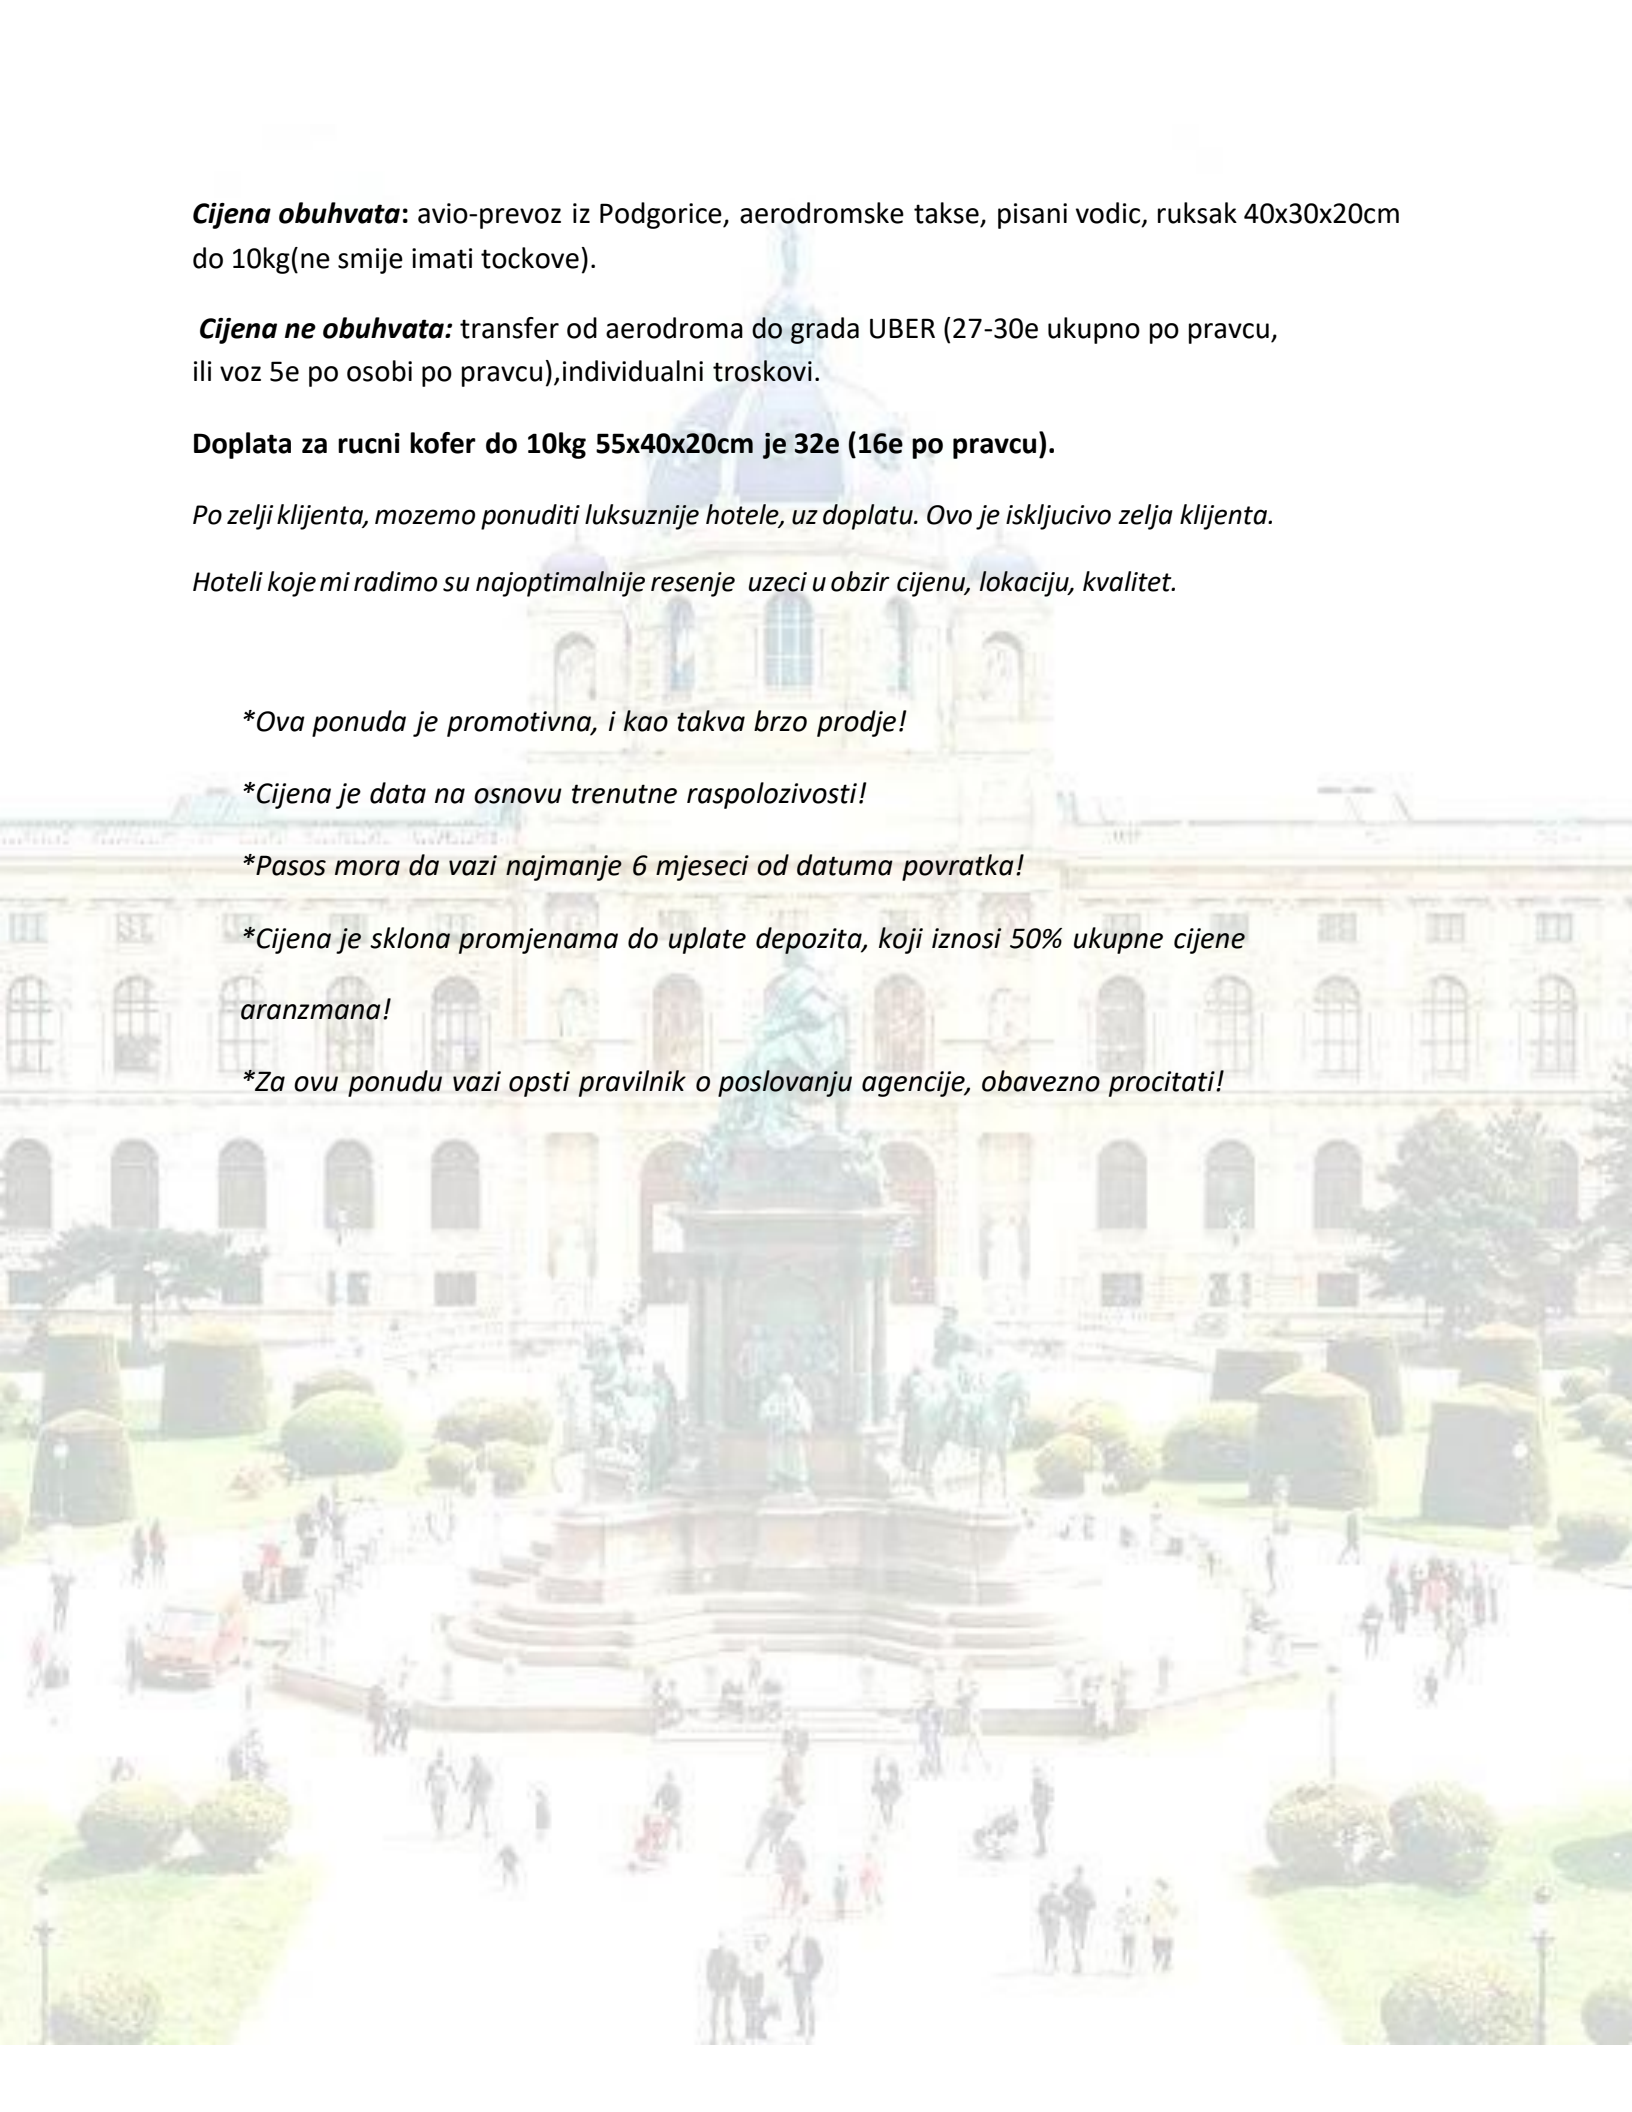 Cijena obuhvata: avio-prevoz iz Podgorice, aerodromske takse, pisani vodic, ruksak 40x30x20cm
do 10kg(ne smije imati tockove).
Cijena ne obuhvata: transfer od aerodroma do grada UBER (27-30e ukupno po pravcu,
ili voz 5e po osobi po pravcu),individualni troskovi.
Doplata za rucni kofer do 10kg 55x40x20cm je 32e (16e po pravcu).
Po zelji klijenta, mozemo ponuditi luksuznije hotele, uz doplatu. Ovo je iskljucivo zelja klijenta.
Hoteli koje mi radimo su najoptimalnije resenje uzeci u obzir cijenu, lokaciju, kvalitet.
*Ova ponuda je promotivna, i kao takva brzo prodje!
*Cijena je data na osnovu trenutne raspolozivosti!
*Pasos mora da vazi najmanje 6 mjeseci od datuma povratka!
*Cijena je sklona promjenama do uplate depozita, koji iznosi 50% ukupne cijene
aranzmana!
*Za ovu ponudu vazi opsti pravilnik o poslovanju agencije, obavezno procitati!